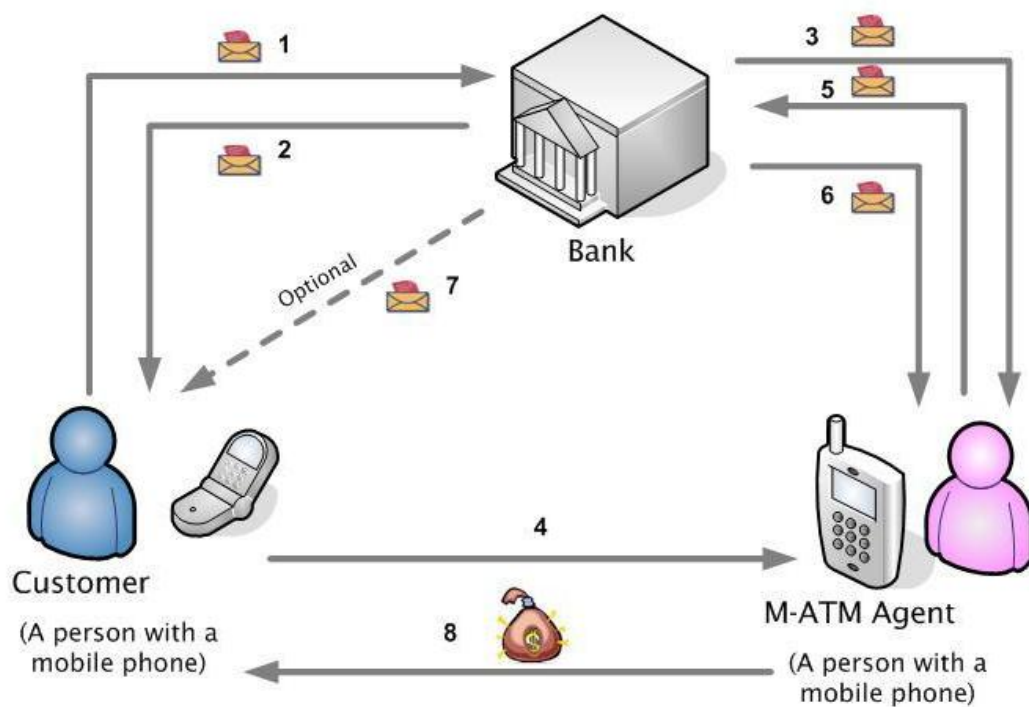 1
3
5
2
6
Bank
Optional
7
4
Customer
M-ATM Agent
(A person with a
mobile phone)
8
$
(A person with a
mobile phone)